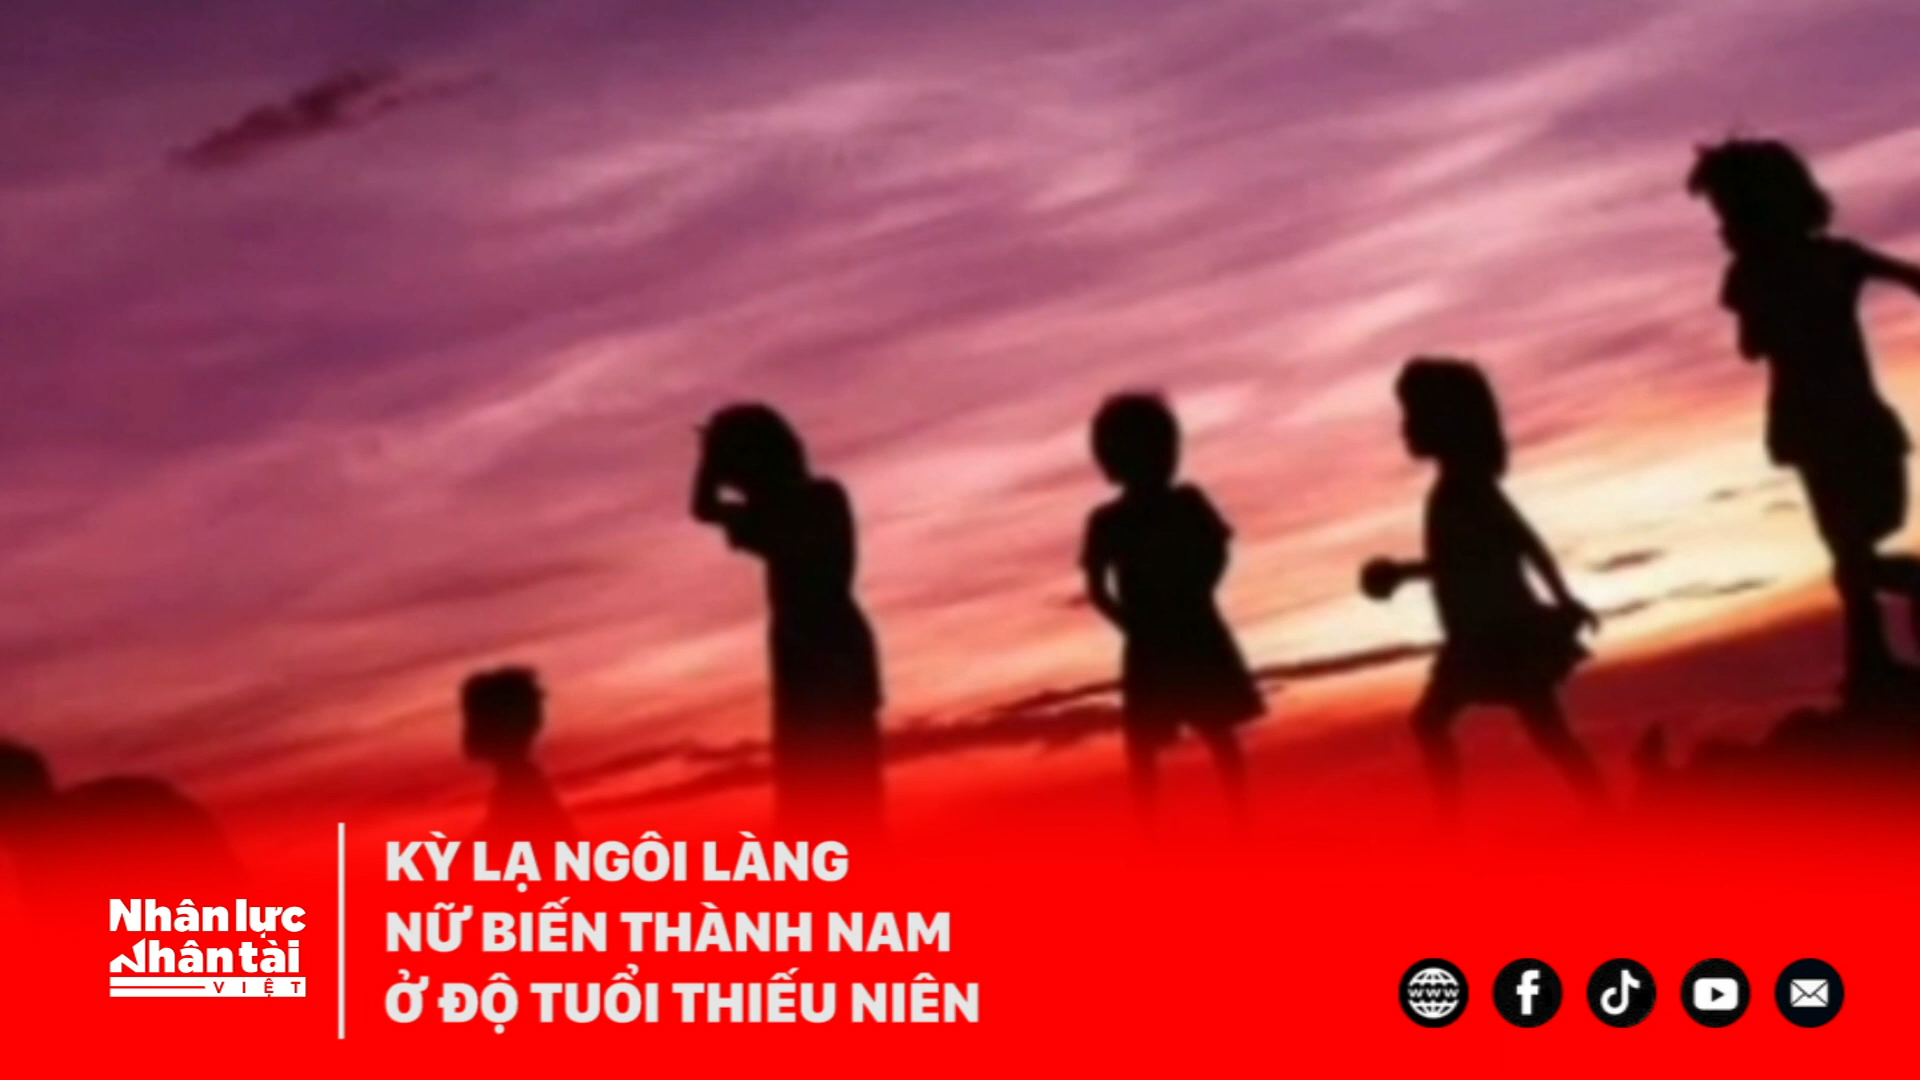 KỲ LẠ NGÔI LÀNG
NỮ BIẾN THÀNH NAM
Ở ĐỘ TUỔI THIẾU NIÊN
Nhân lực
Nhân tài
VIỆT
WWW